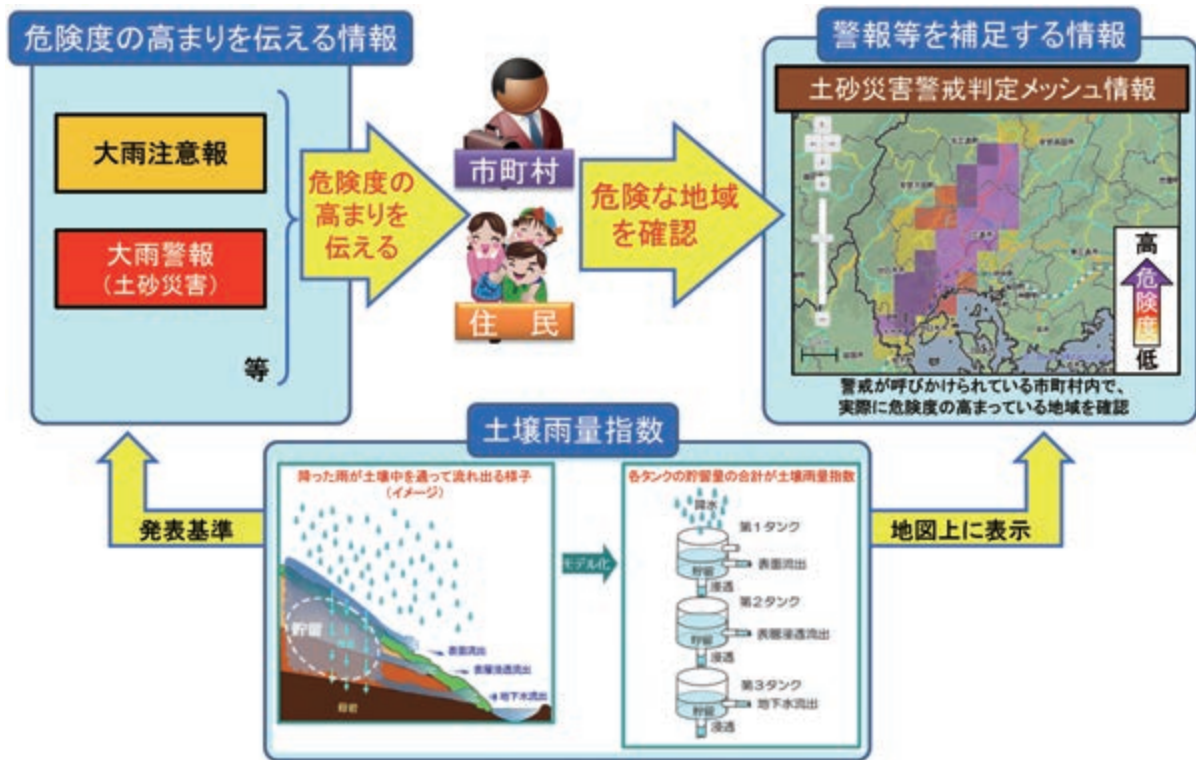 危険度の高まりを伝える情報
大雨注意報
大雨警報
(土砂災害)
等
危険度の
高まりを
伝える
市町村
住 民
危険な地域
を確認
警報等を補足する情報
土砂災害警戒判定メッシュ情報
高
危険度
低
警戒が呼びかけられている市町村内で、
実際に危険度の高まっている地域を確認
土壌雨量指数
発表基準
地図上に表示
降った雨が土壌中を通って流れ出る様子
(イメージ)
貯留
表面流出
表層浸透流出
地下水流出
モデル化
各タンクの貯留量の合計が土壌雨量指数
降水
第1タンク
貯留
表面流出
浸透
第2タンク
貯留
表層浸透流出
浸透
第3タンク
貯留
地下水流出
浸透